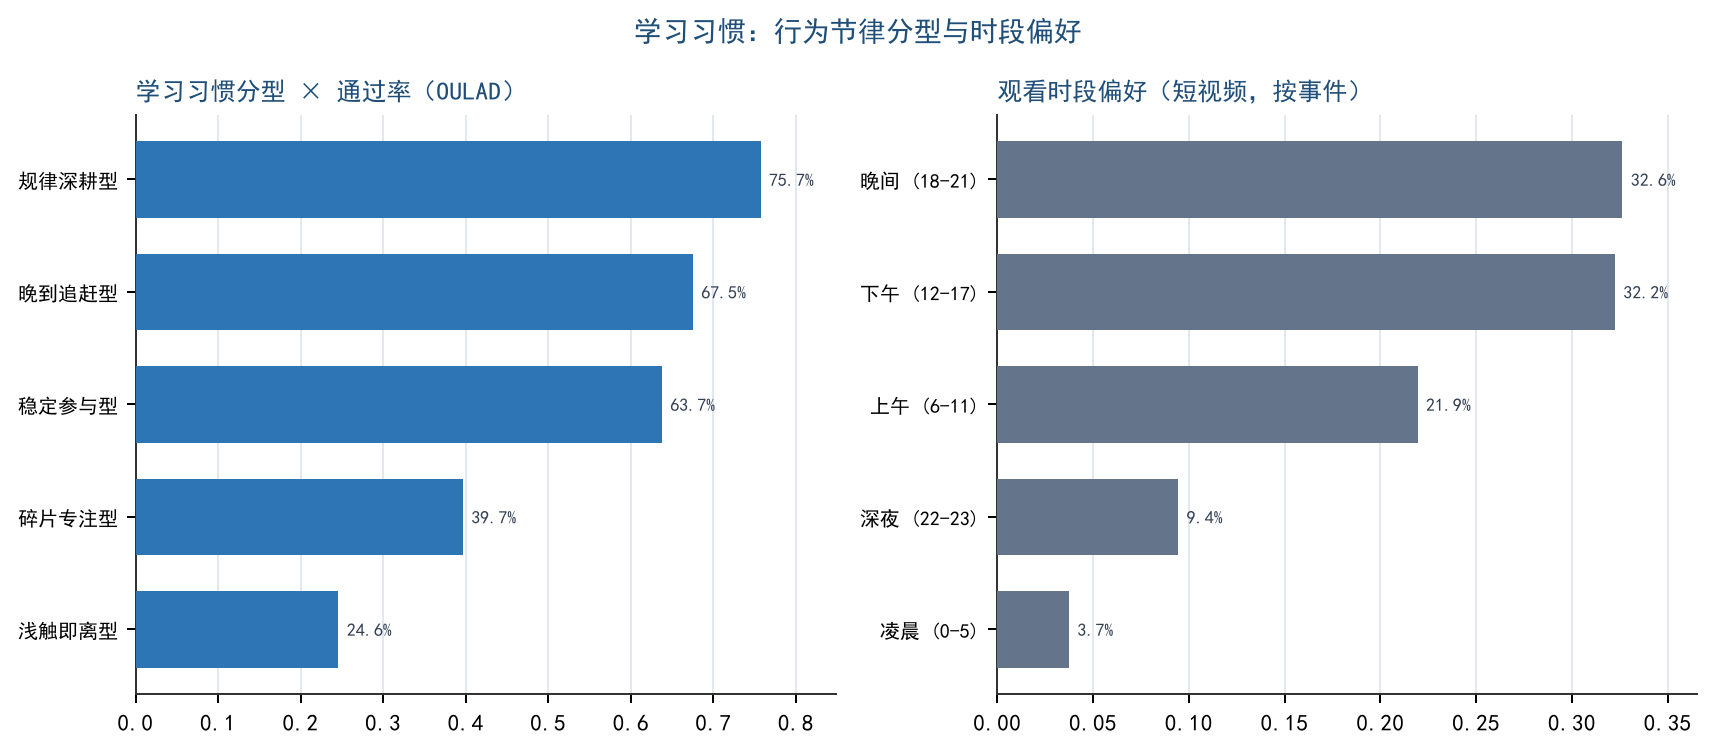 学习习惯：行为节律分型与时段偏好
学习习惯分型 × 通过率（OULAD）
规律深耕型 75.7%
晚到追赶型 67.5%
稳定参与型 63.7%
碎片专注型 39.7%
浅触即离型 24.6%
0.0 0.1 0.2 0.3 0.4 0.5 0.6 0.7 0.8
观看时段偏好（短视频，按事件）
晚间（18-21） 32.6%
下午（12-17） 32.2%
上午（6-11） 21.9%
深夜（22-23） 9.4%
凌晨（0-5） 3.7%
0.00 0.05 0.10 0.15 0.20 0.25 0.30 0.35